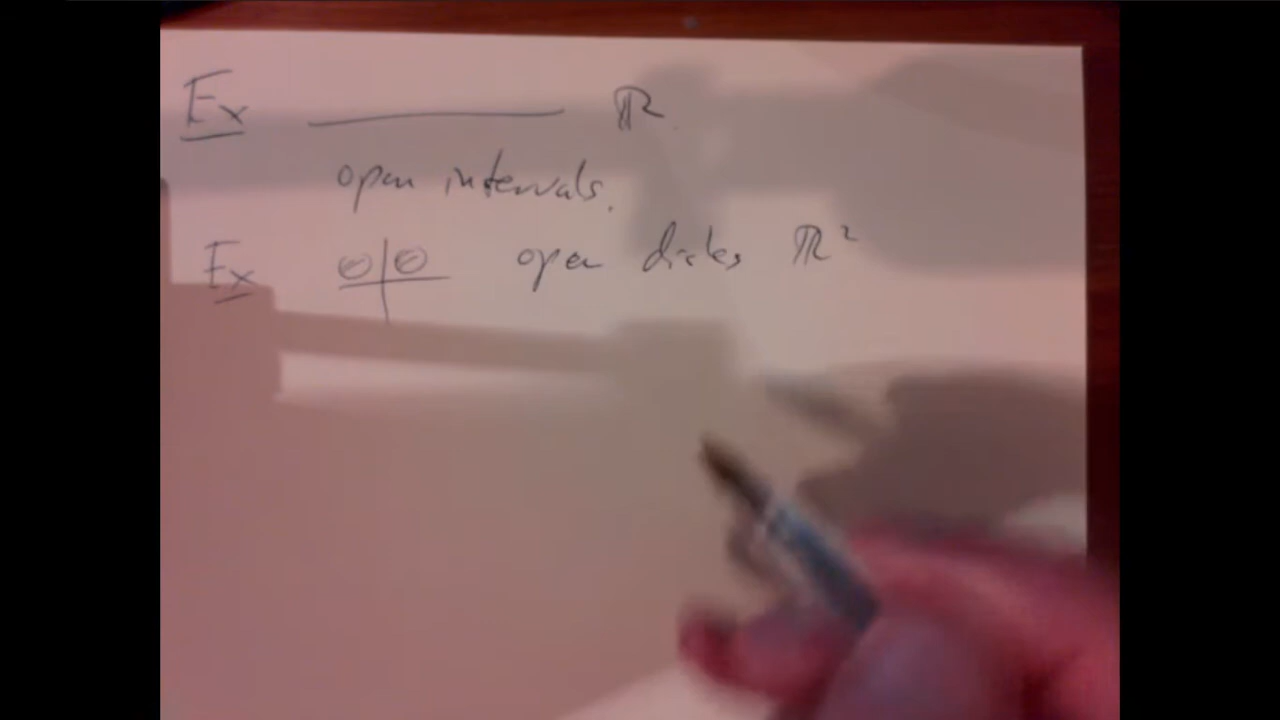 Ex ℝ
open intervals.
Ex open disks ℝ²